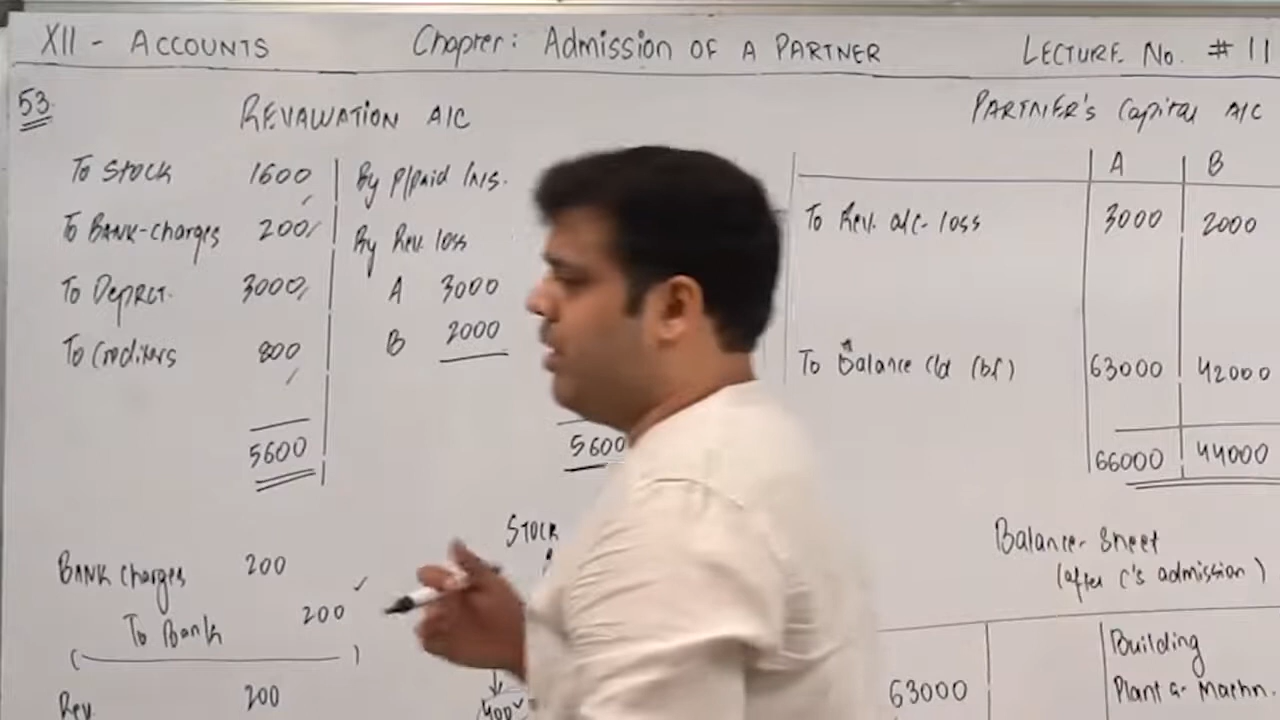 XII - ACCOUNTS Chapter: Admission OF A PARTNER LECTURE No. # 11
53
REVALUATION A/C
To Stock 1600 By P/paid Ins.
To BANK-charges 200 By Rev. loss
To Deprct. 3000 A 3000
To Creditors 800 B 2000
5600 5600
BANK charges 200
To Bank 200
Rev. 200
STOCK
400
PARTNER'S Capital A/C
A B
To Rev. a/c - loss 3000 2000
To Balance c/d (bf) 63000 42000
66000 44000
Balance-Sheet
(after C's admission)
Building
63000 Plant & Machn.